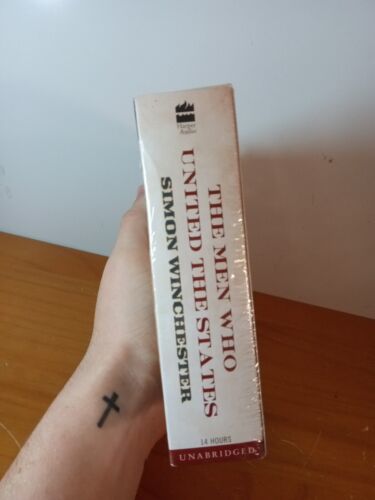 Harper
Audio
THE MEN WHO
UNITED THE STATES
SIMON WINCHESTER
14 HOURS
UNABRIDGED